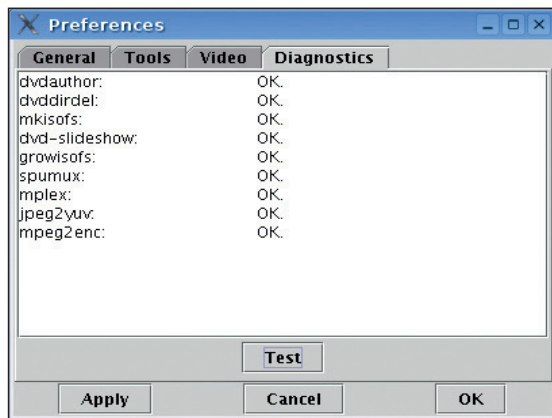 Preferences
General Tools Video Diagnostics
dvdauthor: OK.
dvddirdel: OK.
mkisofs: OK.
dvd-slideshow: OK.
growisofs: OK.
spumux: OK.
mplex: OK.
jpeg2yuv: OK.
mpeg2enc: OK.
Test
Apply Cancel OK